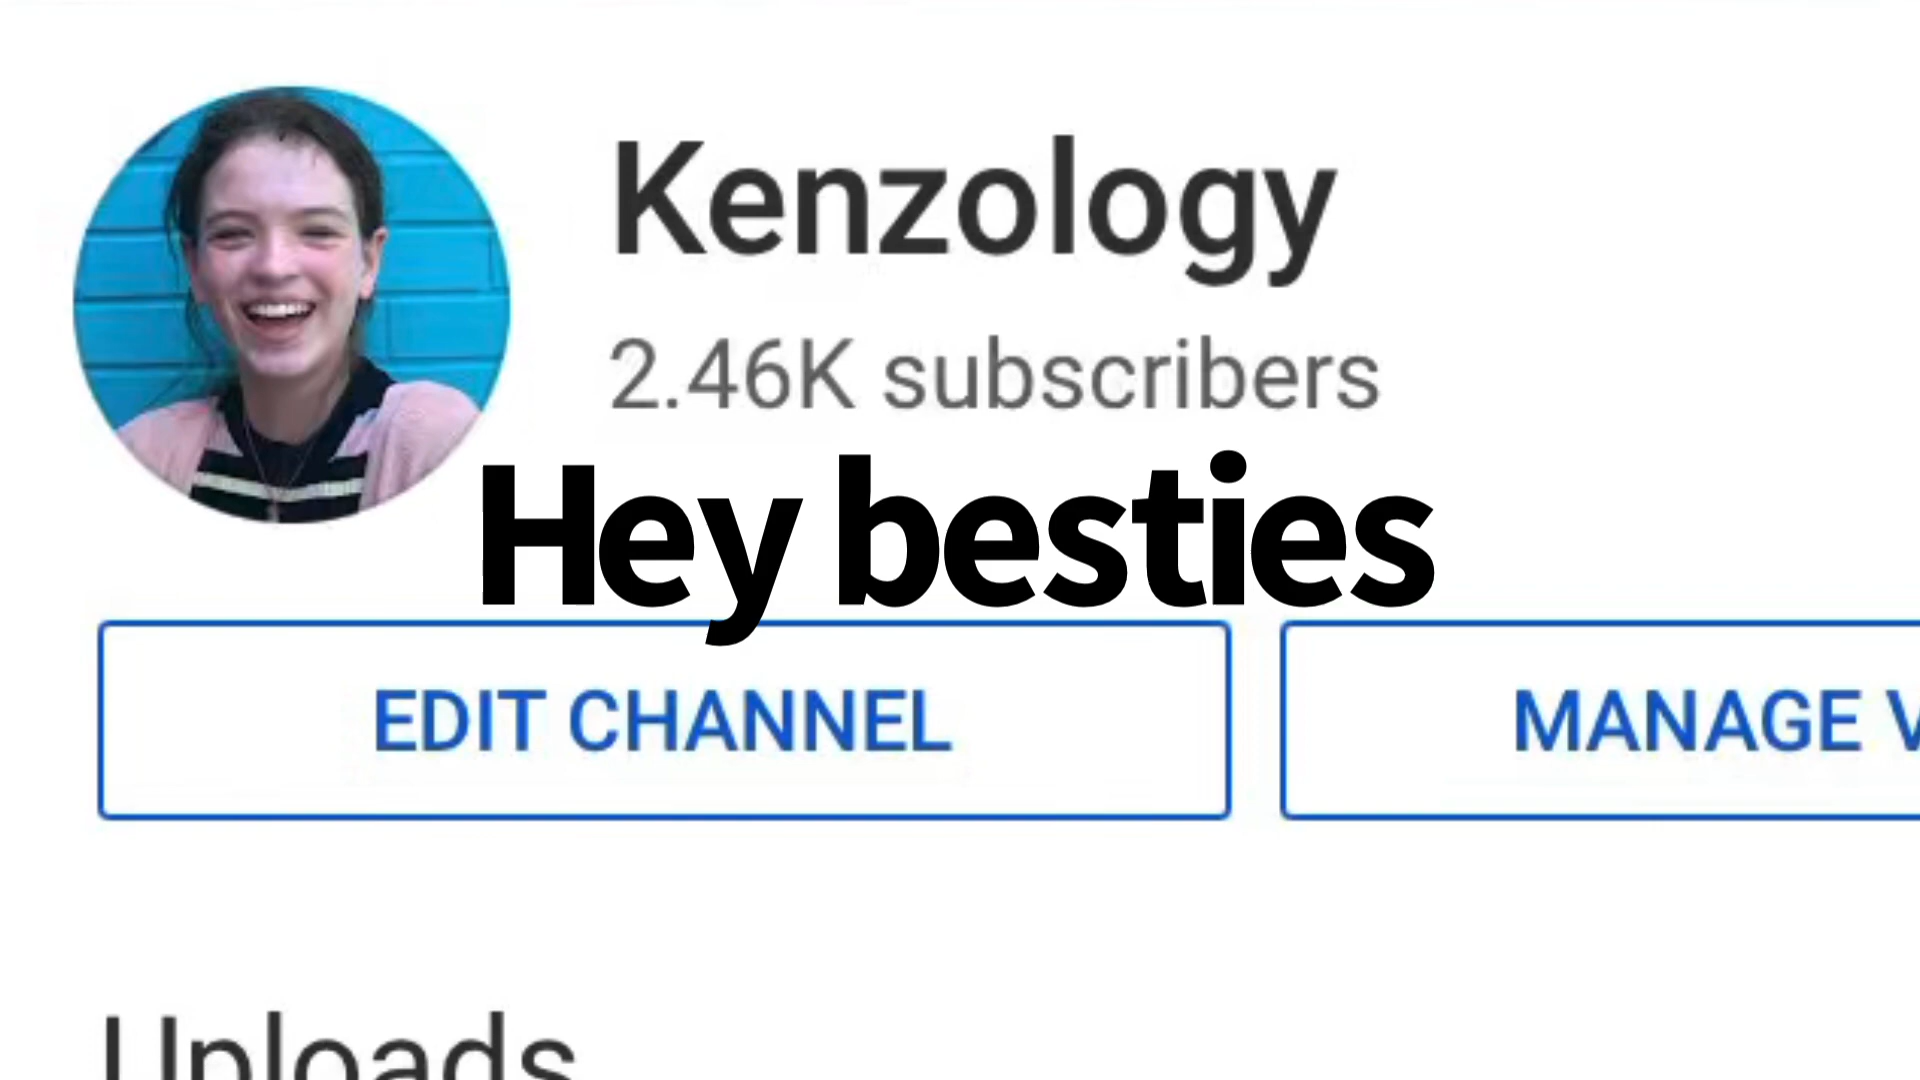 Kenzology
2.46K subscribers
Hey besties
EDIT CHANNEL
MANAGE V
Uploads